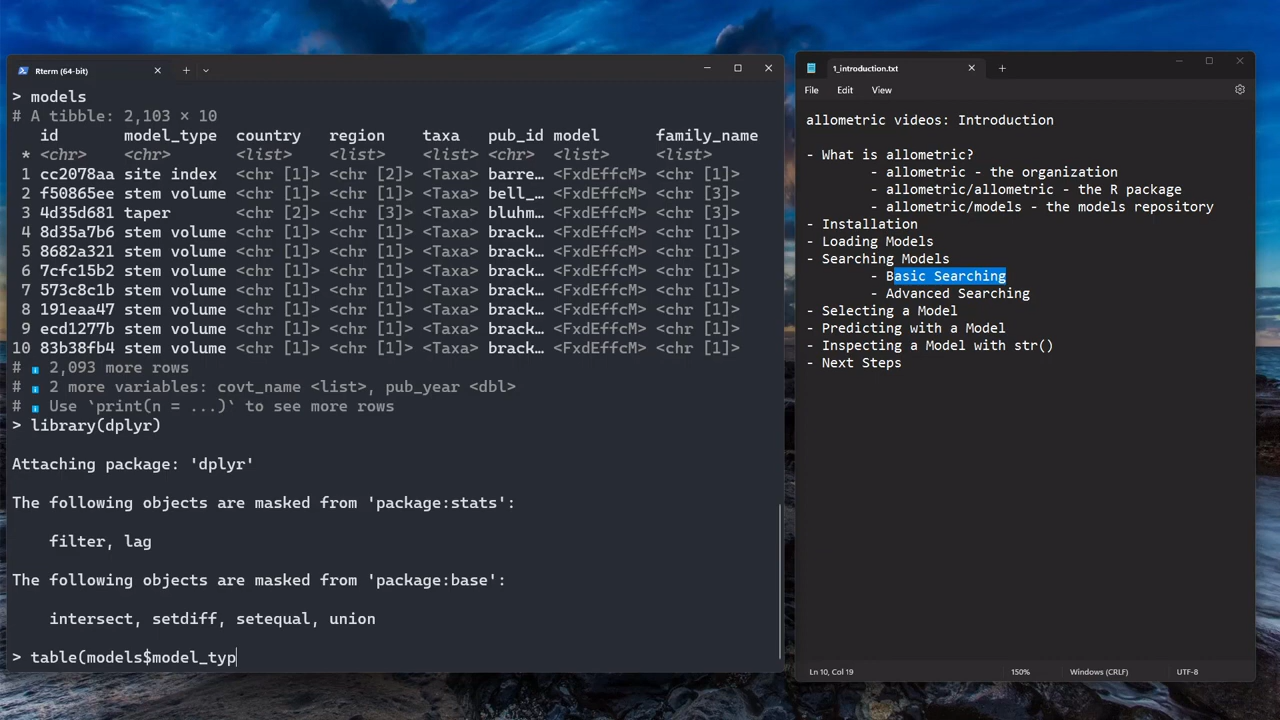 Rterm (64-bit)
> models
# A tibble: 2,103 × 10
id model_type country region taxa pub_id model family_name
* <chr> <chr> <list> <list> <list> <chr> <list> <list>
1 cc2078aa site index <chr [1]> <chr [2]> <Taxa> barre… <FxdEffcM> <chr [1]>
2 f50865ee stem volume <chr [1]> <chr [1]> <Taxa> bell_… <FxdEffcM> <chr [3]>
3 4d35d681 taper <chr [2]> <chr [3]> <Taxa> bluhm… <FxdEffcM> <chr [3]>
4 8d35a7b6 stem volume <chr [1]> <chr [1]> <Taxa> brack… <FxdEffcM> <chr [1]>
5 8682a321 stem volume <chr [1]> <chr [1]> <Taxa> brack… <FxdEffcM> <chr [1]>
6 7cfc15b2 stem volume <chr [1]> <chr [1]> <Taxa> brack… <FxdEffcM> <chr [1]>
7 573c8c1b stem volume <chr [1]> <chr [1]> <Taxa> brack… <FxdEffcM> <chr [1]>
8 191eaa47 stem volume <chr [1]> <chr [1]> <Taxa> brack… <FxdEffcM> <chr [1]>
9 ecd1277b stem volume <chr [1]> <chr [1]> <Taxa> brack… <FxdEffcM> <chr [1]>
10 83b38fb4 stem volume <chr [1]> <chr [1]> <Taxa> brack… <FxdEffcM> <chr [1]>
# ℹ 2,093 more rows
# ℹ 2 more variables: covt_name <list>, pub_year <dbl>
# ℹ Use `print(n = ...)` to see more rows
> library(dplyr)
Attaching package: 'dplyr'
The following objects are masked from 'package:stats':
filter, lag
The following objects are masked from 'package:base':
intersect, setdiff, setequal, union
> table(models$model_typ
1_introduction.txt
File Edit View
allometric videos: Introduction
- What is allometric?
- allometric - the organization
- allometric/allometric - the R package
- allometric/models - the models repository
- Installation
- Loading Models
- Searching Models
- Basic Searching
- Advanced Searching
- Selecting a Model
- Predicting with a Model
- Inspecting a Model with str()
- Next Steps
Ln 10, Col 19 150% Windows (CRLF) UTF-8